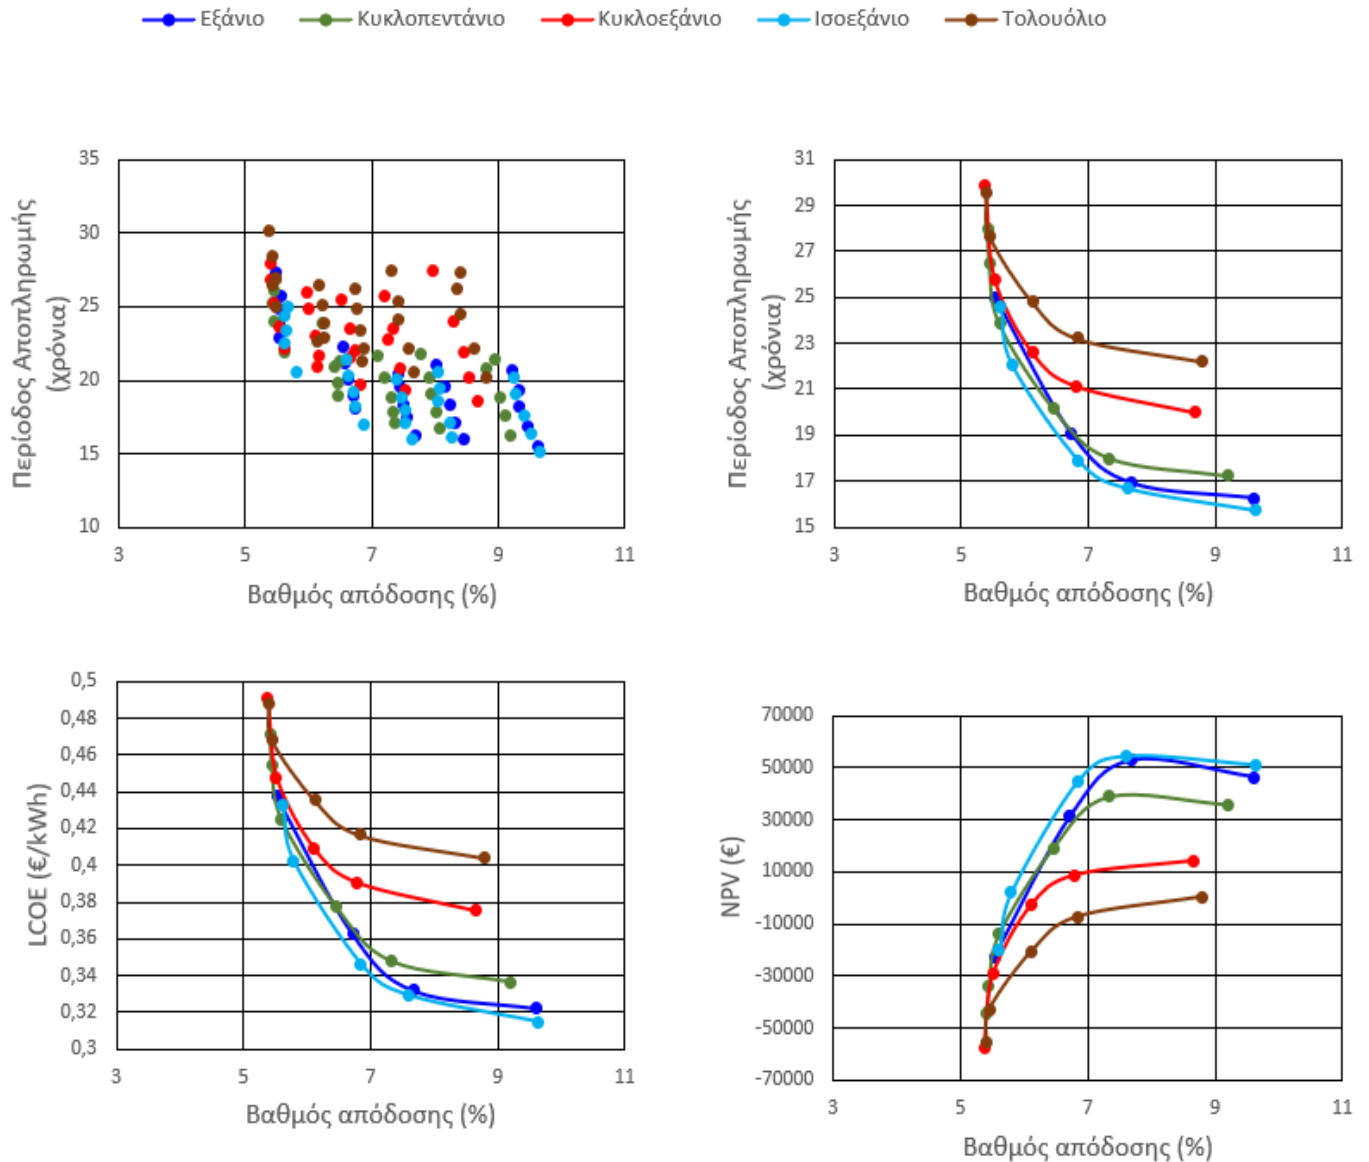 Εξάνιο Κυκλοπεντάνιο Κυκλοεξάνιο Ισοεξάνιο Τολουόλιο
Περίοδος Αποπληρωμής
(χρόνια)
35
30
25
20
15
10
3 5 7 9 11
Βαθμός απόδοσης (%)
Περίοδος Αποπληρωμής
(χρόνια)
31
29
27
25
23
21
19
17
15
3 5 7 9 11
Βαθμός απόδοσης (%)
LCOE (€/kWh)
0,5
0,48
0,46
0,44
0,42
0,4
0,38
0,36
0,34
0,32
0,3
3 5 7 9 11
Βαθμός απόδοσης (%)
NPV (€)
70000
50000
30000
10000
-10000
-30000
-50000
-70000
3 5 7 9 11
Βαθμός απόδοσης (%)